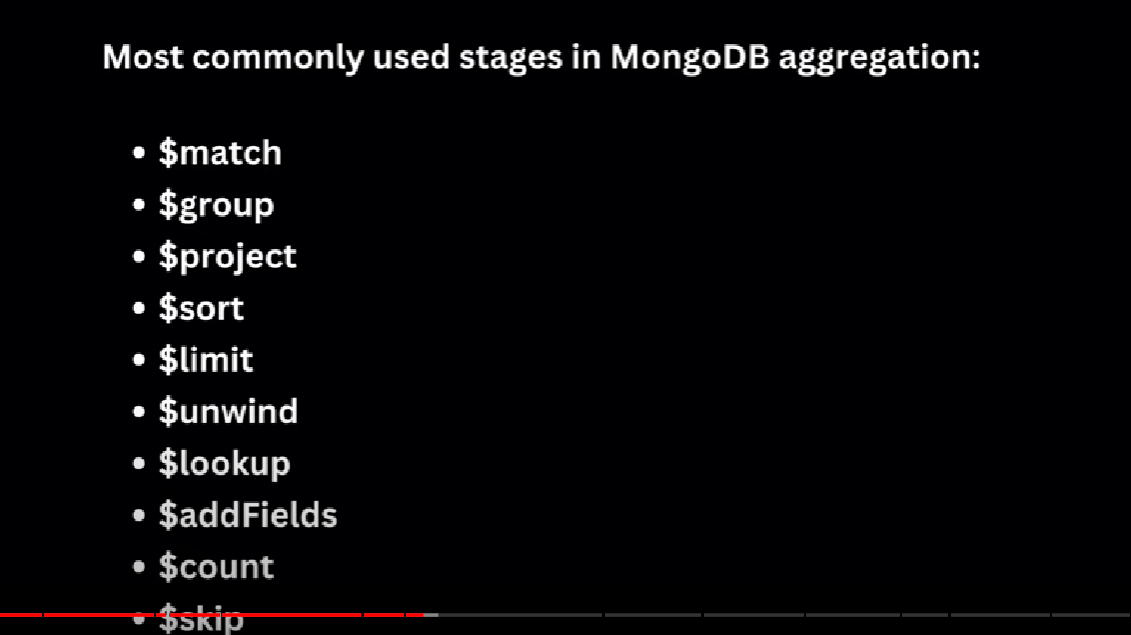 Most commonly used stages in MongoDB aggregation:
• $match
• $group
• $project
• $sort
• $limit
• $unwind
• $lookup
• $addFields
• $count
• $skip